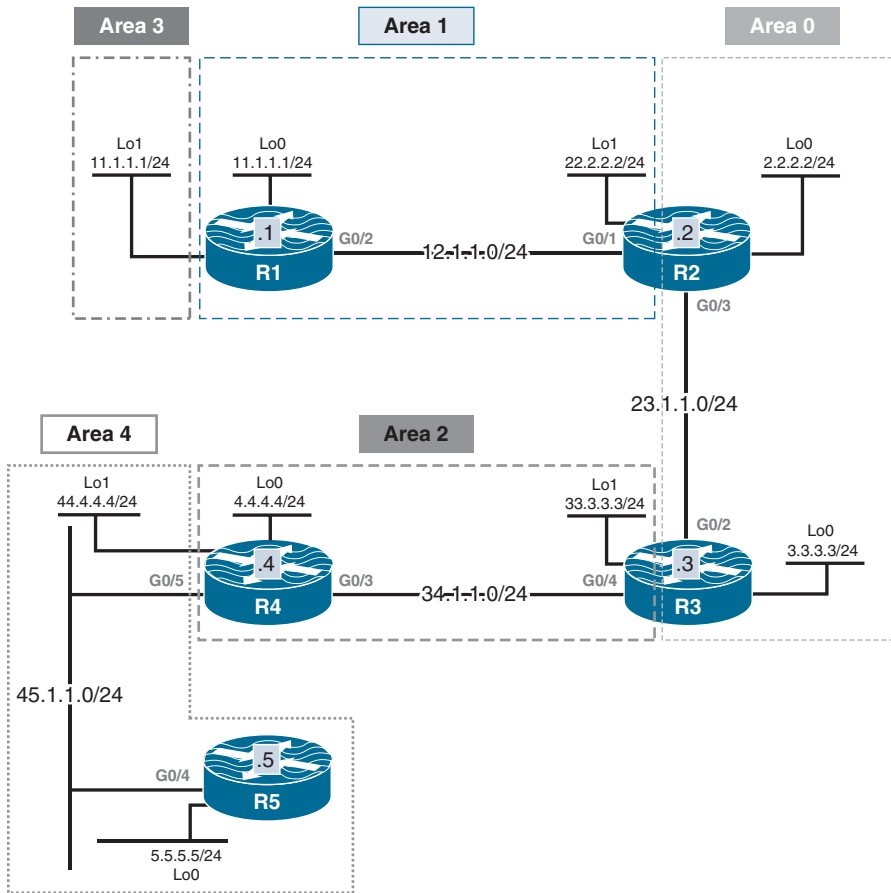 Area 3
Area 1
Area 0
Lo1
11.1.1.1/24
Lo0
11.1.1.1/24
Lo1
22.2.2.2/24
Lo0
2.2.2.2/24
.1
R1
G0/2
12.1.1.0/24
G0/1
.2
R2
G0/3
23.1.1.0/24
Area 4
Area 2
Lo1
44.4.4.4/24
Lo0
4.4.4.4/24
Lo1
33.3.3.3/24
G0/2
Lo0
3.3.3.3/24
G0/5
.4
R4
G0/3
34.1.1.0/24
G0/4
.3
R3
45.1.1.0/24
G0/4
.5
R5
5.5.5.5/24
Lo0